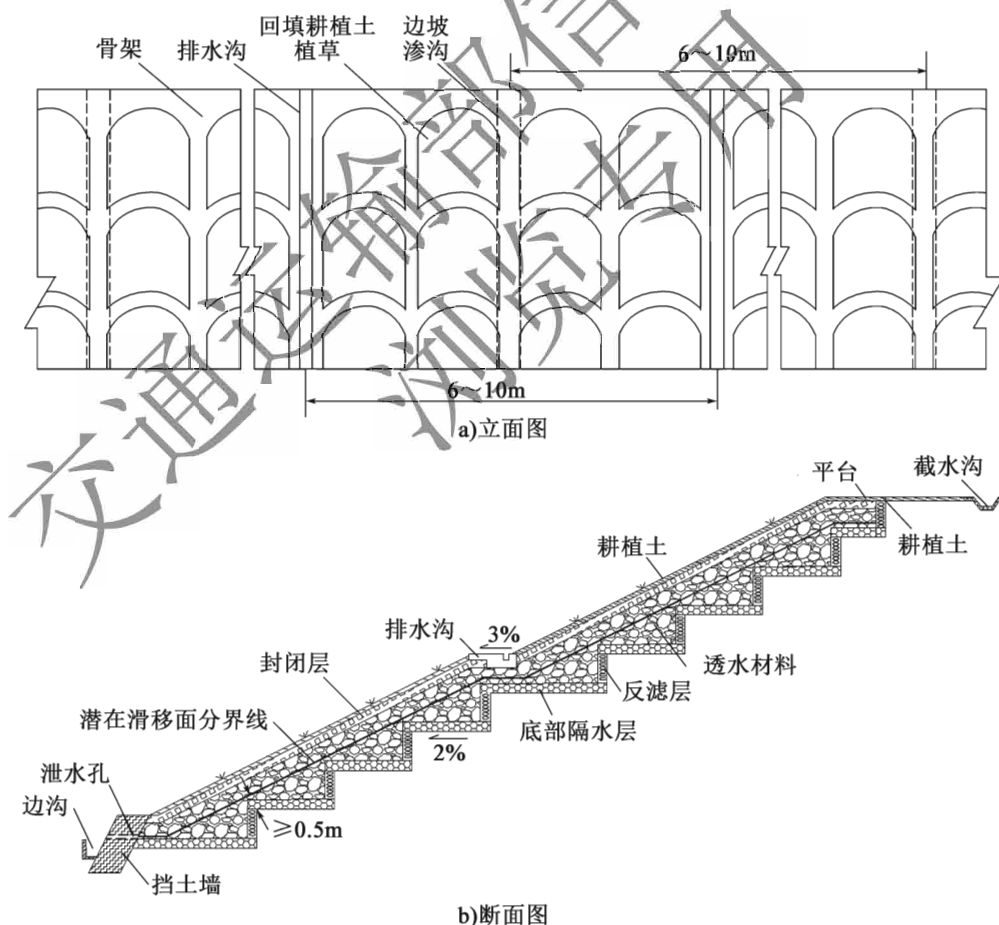 骨架
排水沟
回填耕植土
植草
边坡
渗沟
6～10m
6～10m
a)立面图
平台
截水沟
耕植土
耕植土
排水沟
3%
封闭层
透水材料
反滤层
潜在滑移面分界线
底部隔水层
2%
泄水孔
边沟
≥0.5m
挡土墙
b)断面图
交通运输部信
浏览专用